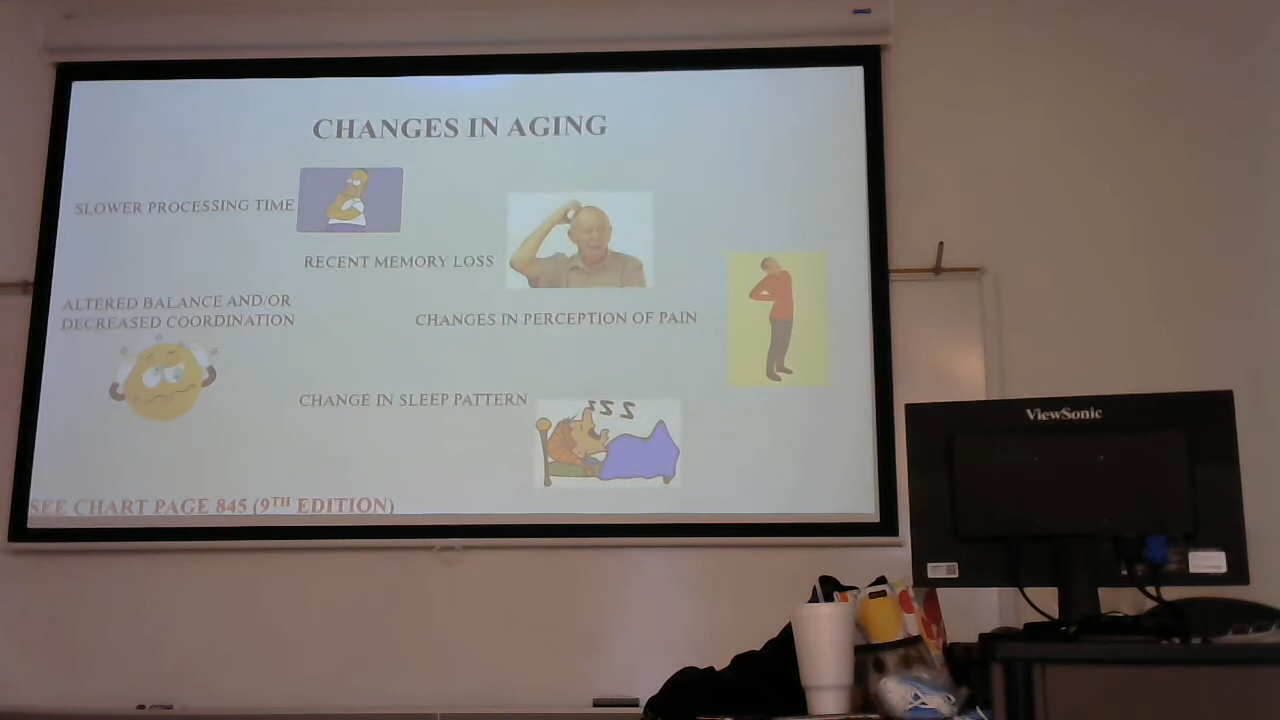 CHANGES IN AGING
SLOWER PROCESSING TIME
RECENT MEMORY LOSS
ALTERED BALANCE AND/OR
DECREASED COORDINATION
CHANGES IN PERCEPTION OF PAIN
CHANGE IN SLEEP PATTERN
zzz
SEE CHART PAGE 845 (9TH EDITION)
ViewSonic